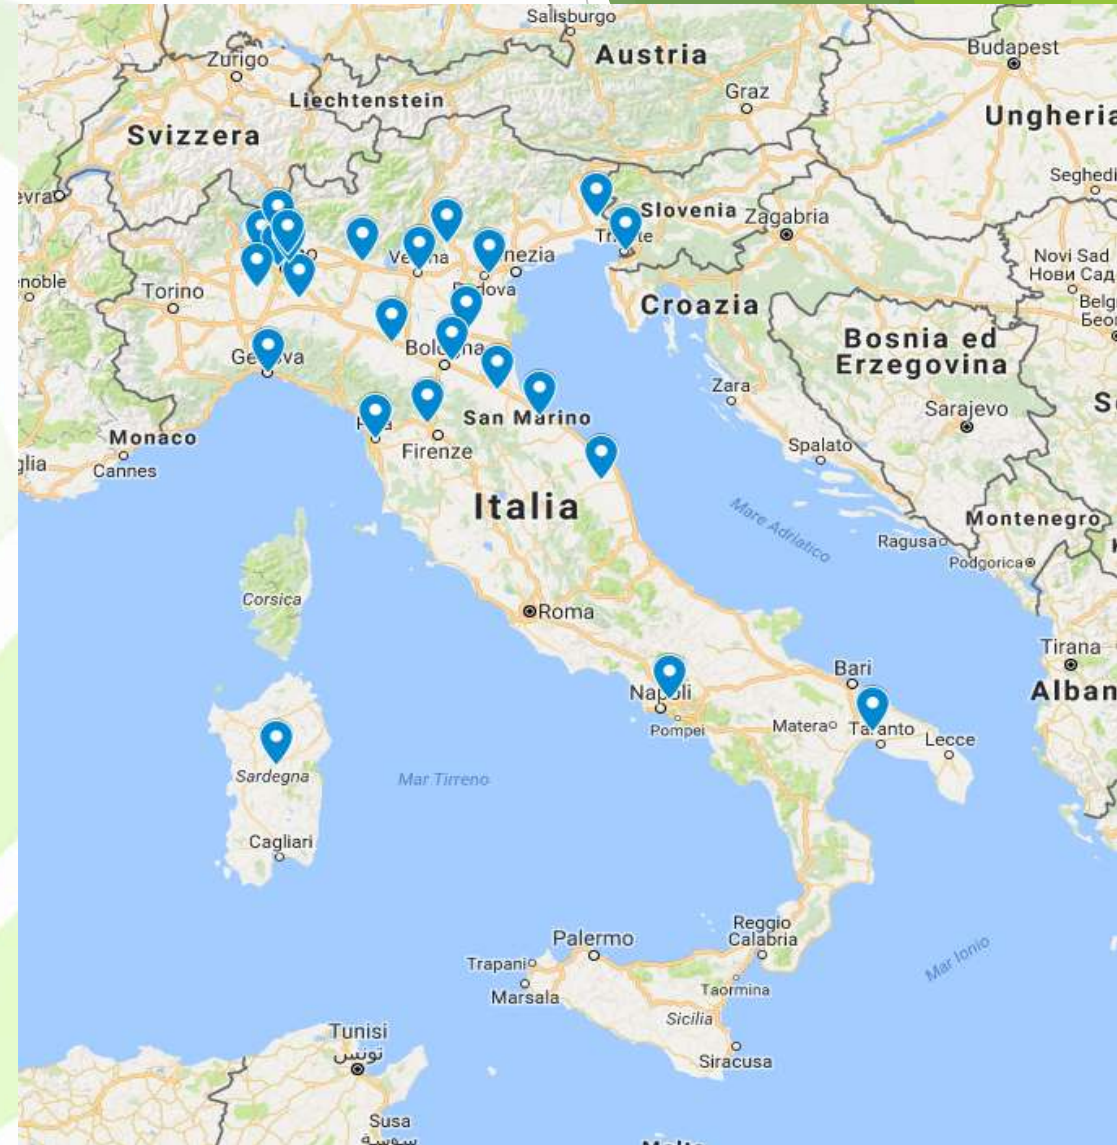 Salisburgo
Zurigo
Austria
Budapest
Liechtenstein
Graz
Svizzera
Ungheria
Seghedi
Slovenia
Zagabria
Novi Sad
Нови Сад
Torino
Croazia
Bosnia ed
Erzegovina
Zara
Sarajevo
San Marino
Monaco
Firenze
Spalato
Cannes
Italia
Mare Adriatico
Montenegro
Ragusa
Podgorica
Corsica
Roma
Tirana
Bari
Alban
Napoli
Pompei
Matera
Taranto
Lecce
Sardegna
Mar Tirreno
Cagliari
Reggio
Calabria
Palermo
Mar Ionio
Trapani
Taormina
Marsala
Sicilia
Tunisi
تونس
Siracusa
Susa